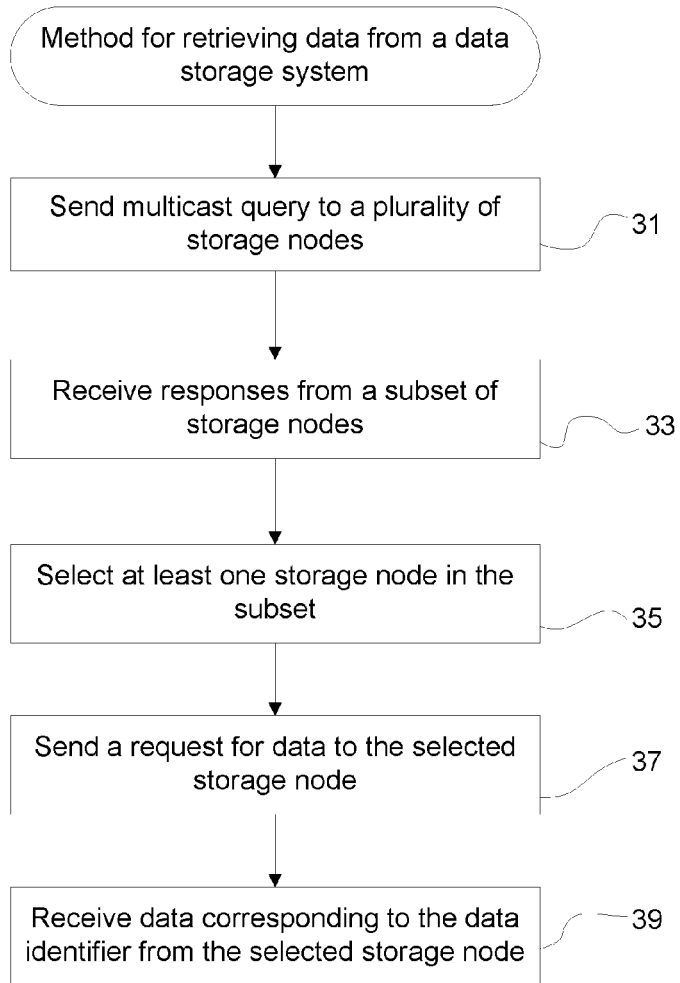 Method for retrieving data from a data
storage system
Send multicast query to a plurality of
storage nodes
31
Receive responses from a subset of
storage nodes
33
Select at least one storage node in the
subset
35
Send a request for data to the selected
storage node
37
Receive data corresponding to the data
identifier from the selected storage node
39